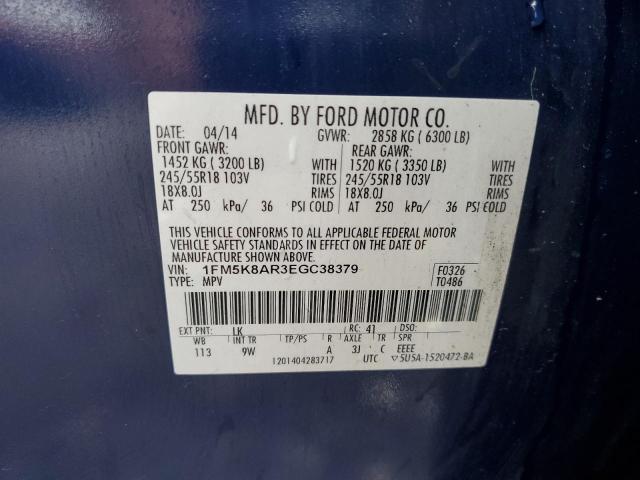 MFD. BY FORD MOTOR CO.
DATE: 04/14 GVWR: 2858 KG ( 6300 LB)
FRONT GAWR: REAR GAWR:
1452 KG ( 3200 LB) WITH 1520 KG ( 3350 LB) WITH
245/55R18 103V TIRES 245/55R18 103V TIRES
18X8.0J RIMS 18X8.0J RIMS
AT 250 kPa/ 36 PSI COLD AT 250 kPa/ 36 PSI COLD
THIS VEHICLE CONFORMS TO ALL APPLICABLE FEDERAL MOTOR
VEHICLE SAFETY STANDARDS IN EFFECT ON THE DATE OF
MANUFACTURE SHOWN ABOVE.
VIN: 1FM5K8AR3EGC38379 F0326
TYPE: MPV T0486
EXT PNT: LK RC: 41 DSO:
WB INT TR TP/PS R AXLE TR SPR
113 9W A 3J C EEEE
1201404283717 UTC ▽5U5A-1520472-BA